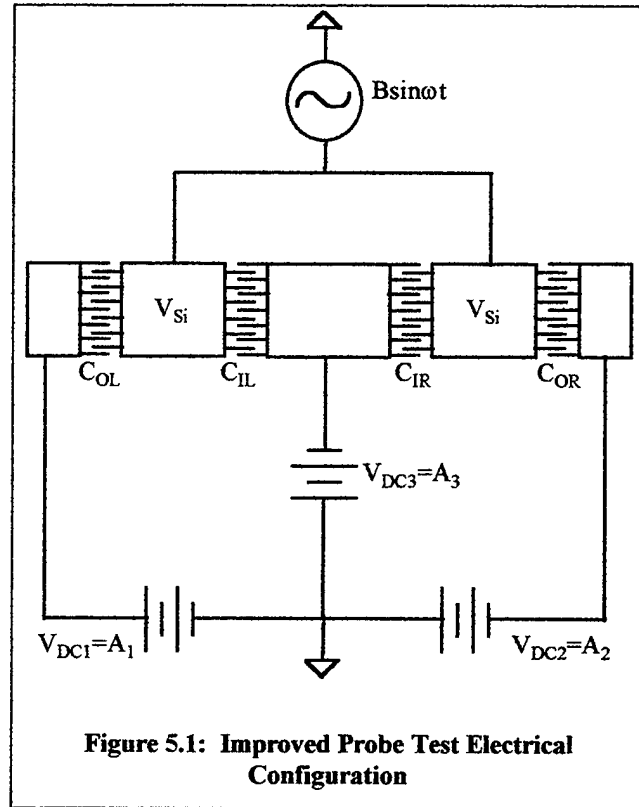 Bsinωt
V_Si V_Si
C_OL C_IL C_IR C_OR
V_DC3=A_3
V_DC1=A_1 V_DC2=A_2
Figure 5.1: Improved Probe Test Electrical
Configuration